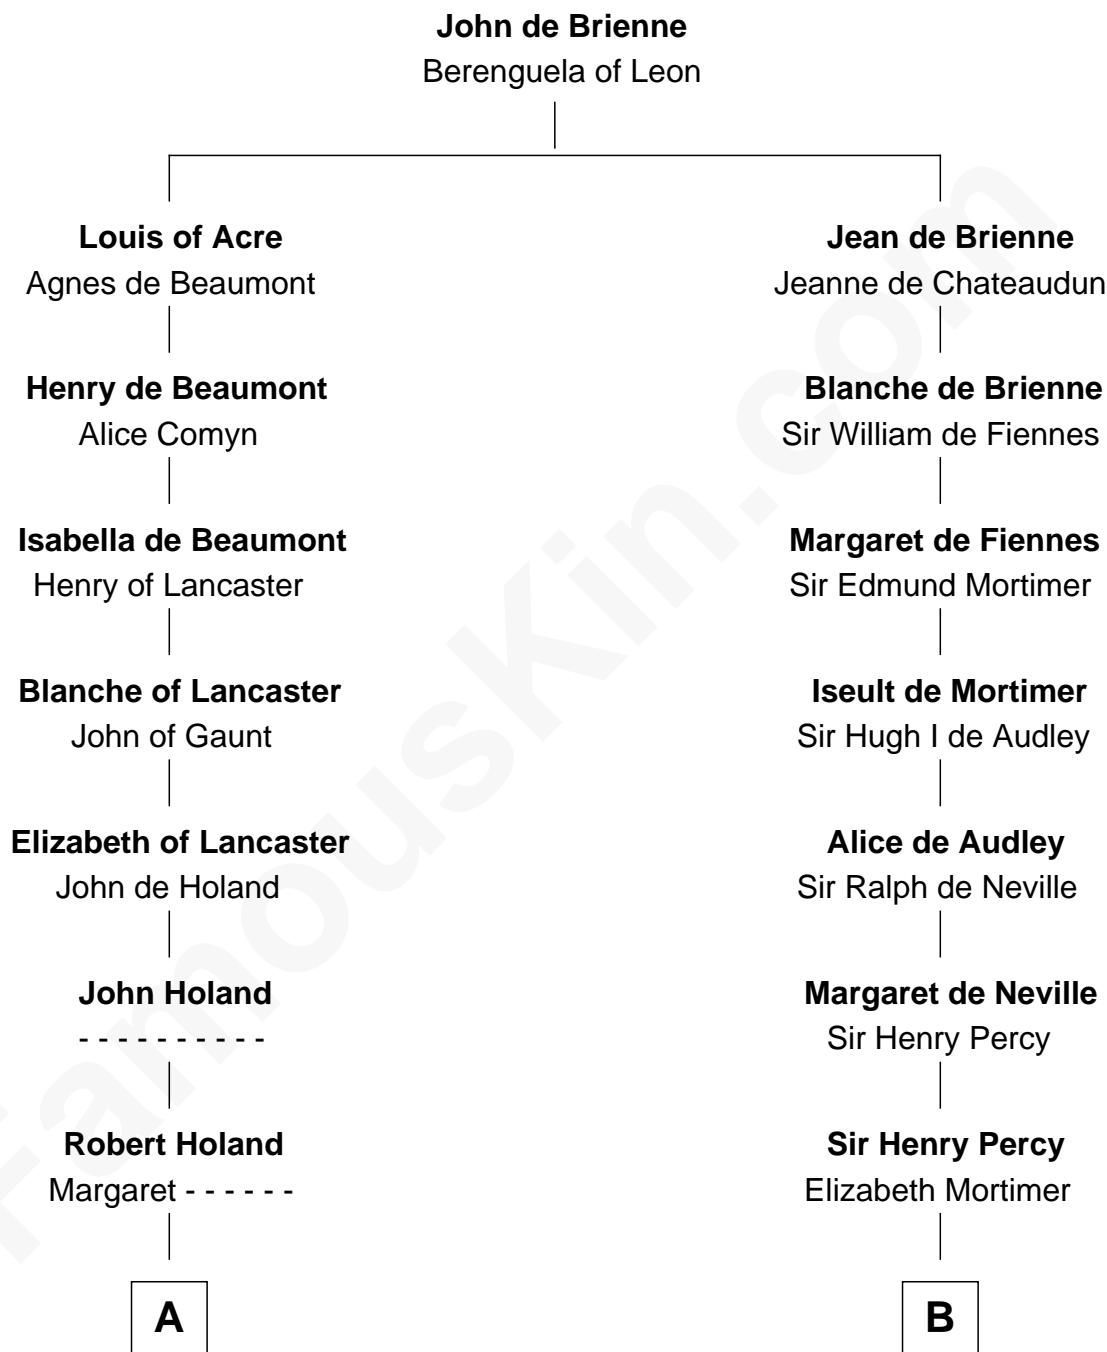 John de Brienne
Berenguela of Leon
Louis of Acre
Agnes de Beaumont
Henry de Beaumont
Alice Comyn
Isabella de Beaumont
Henry of Lancaster
Blanche of Lancaster
John of Gaunt
Elizabeth of Lancaster
John de Holand
John Holand
- - - - - - - - - -
Robert Holand
Margaret - - - - - -
A
Jean de Brienne
Jeanne de Chateaudun
Blanche de Brienne
Sir William de Fiennes
Margaret de Fiennes
Sir Edmund Mortimer
Iseult de Mortimer
Sir Hugh I de Audley
Alice de Audley
Sir Ralph de Neville
Margaret de Neville
Sir Henry Percy
Sir Henry Percy
Elizabeth Mortimer
B
FamousKin.com